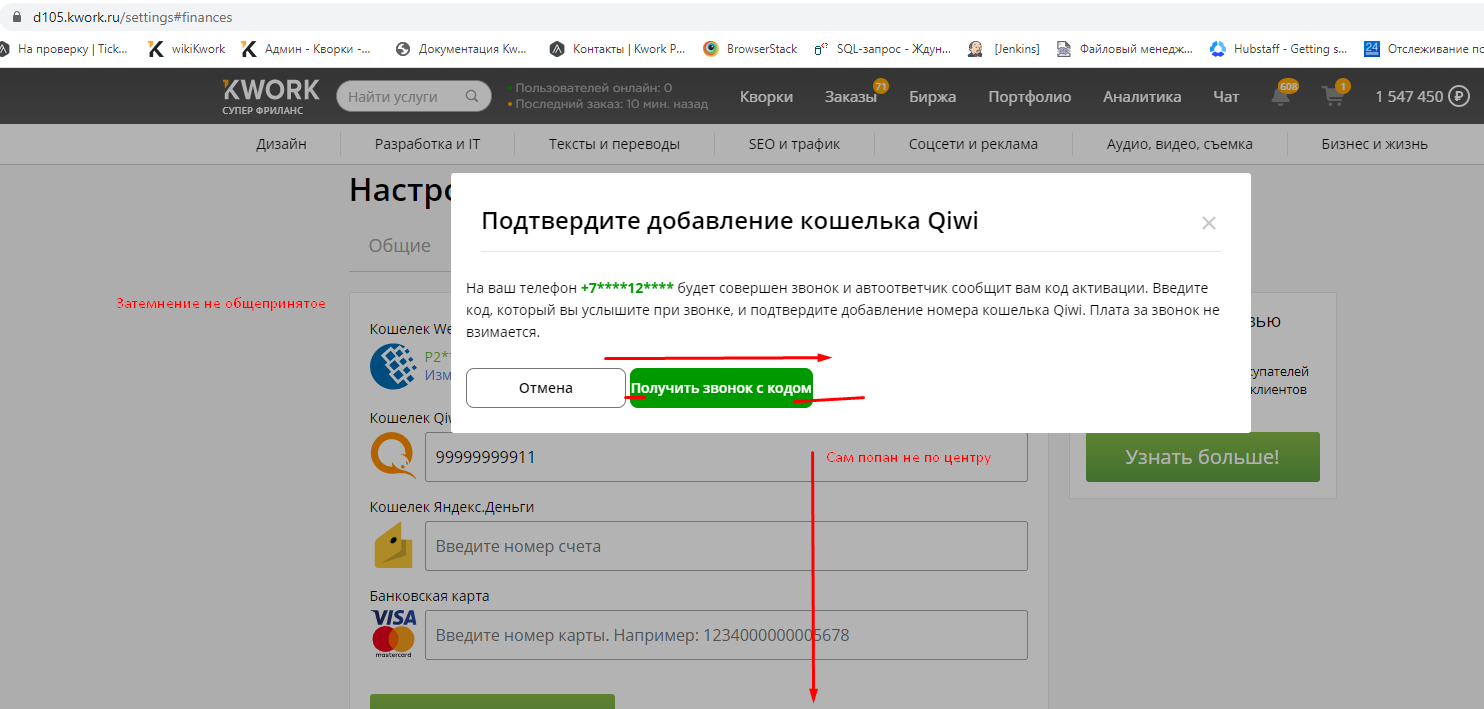 d105.kwork.ru/settings#finances
На проверку | Tick...
wikiKwork
Админ - Кворки -...
Документация Kw...
Контакты | Kwork P...
BrowserStack
SQL-запрос - Ждун...
[Jenkins]
Файловый менедж...
Hubstaff - Getting s...
24
Отслеживание по
KWORK
СУПЕР ФРИЛАНС
Найти услуги
Пользователей онлайн: 0
Последний заказ: 10 мин. назад
Кворки
Заказы
71
Биржа
Портфолио
Аналитика
Чат
608
1
1 547 450 ₽
Дизайн
Разработка и IT
Тексты и переводы
SEO и трафик
Соцсети и реклама
Аудио, видео, съемка
Бизнес и жизнь
Настро
Общие
Подтвердите добавление кошелька Qiwi
На ваш телефон +7****12**** будет совершен звонок и автоответчик сообщит вам код активации. Введите
код, который вы услышите при звонке, и подтвердите добавление номера кошелька Qiwi. Плата за звонок не
взимается.
Отмена
Получить звонок с кодом
Затемнение не общепринятое
Кошелек We
P2**
Изм
ью
купателей
клиентов
Узнать больше!
Кошелек Qiw
99999999911
Сам попап не по центру
Кошелек Яндекс.Деньги
Введите номер счета
Банковская карта
VISA
mastercard
Введите номер карты. Например: 1234000000005678